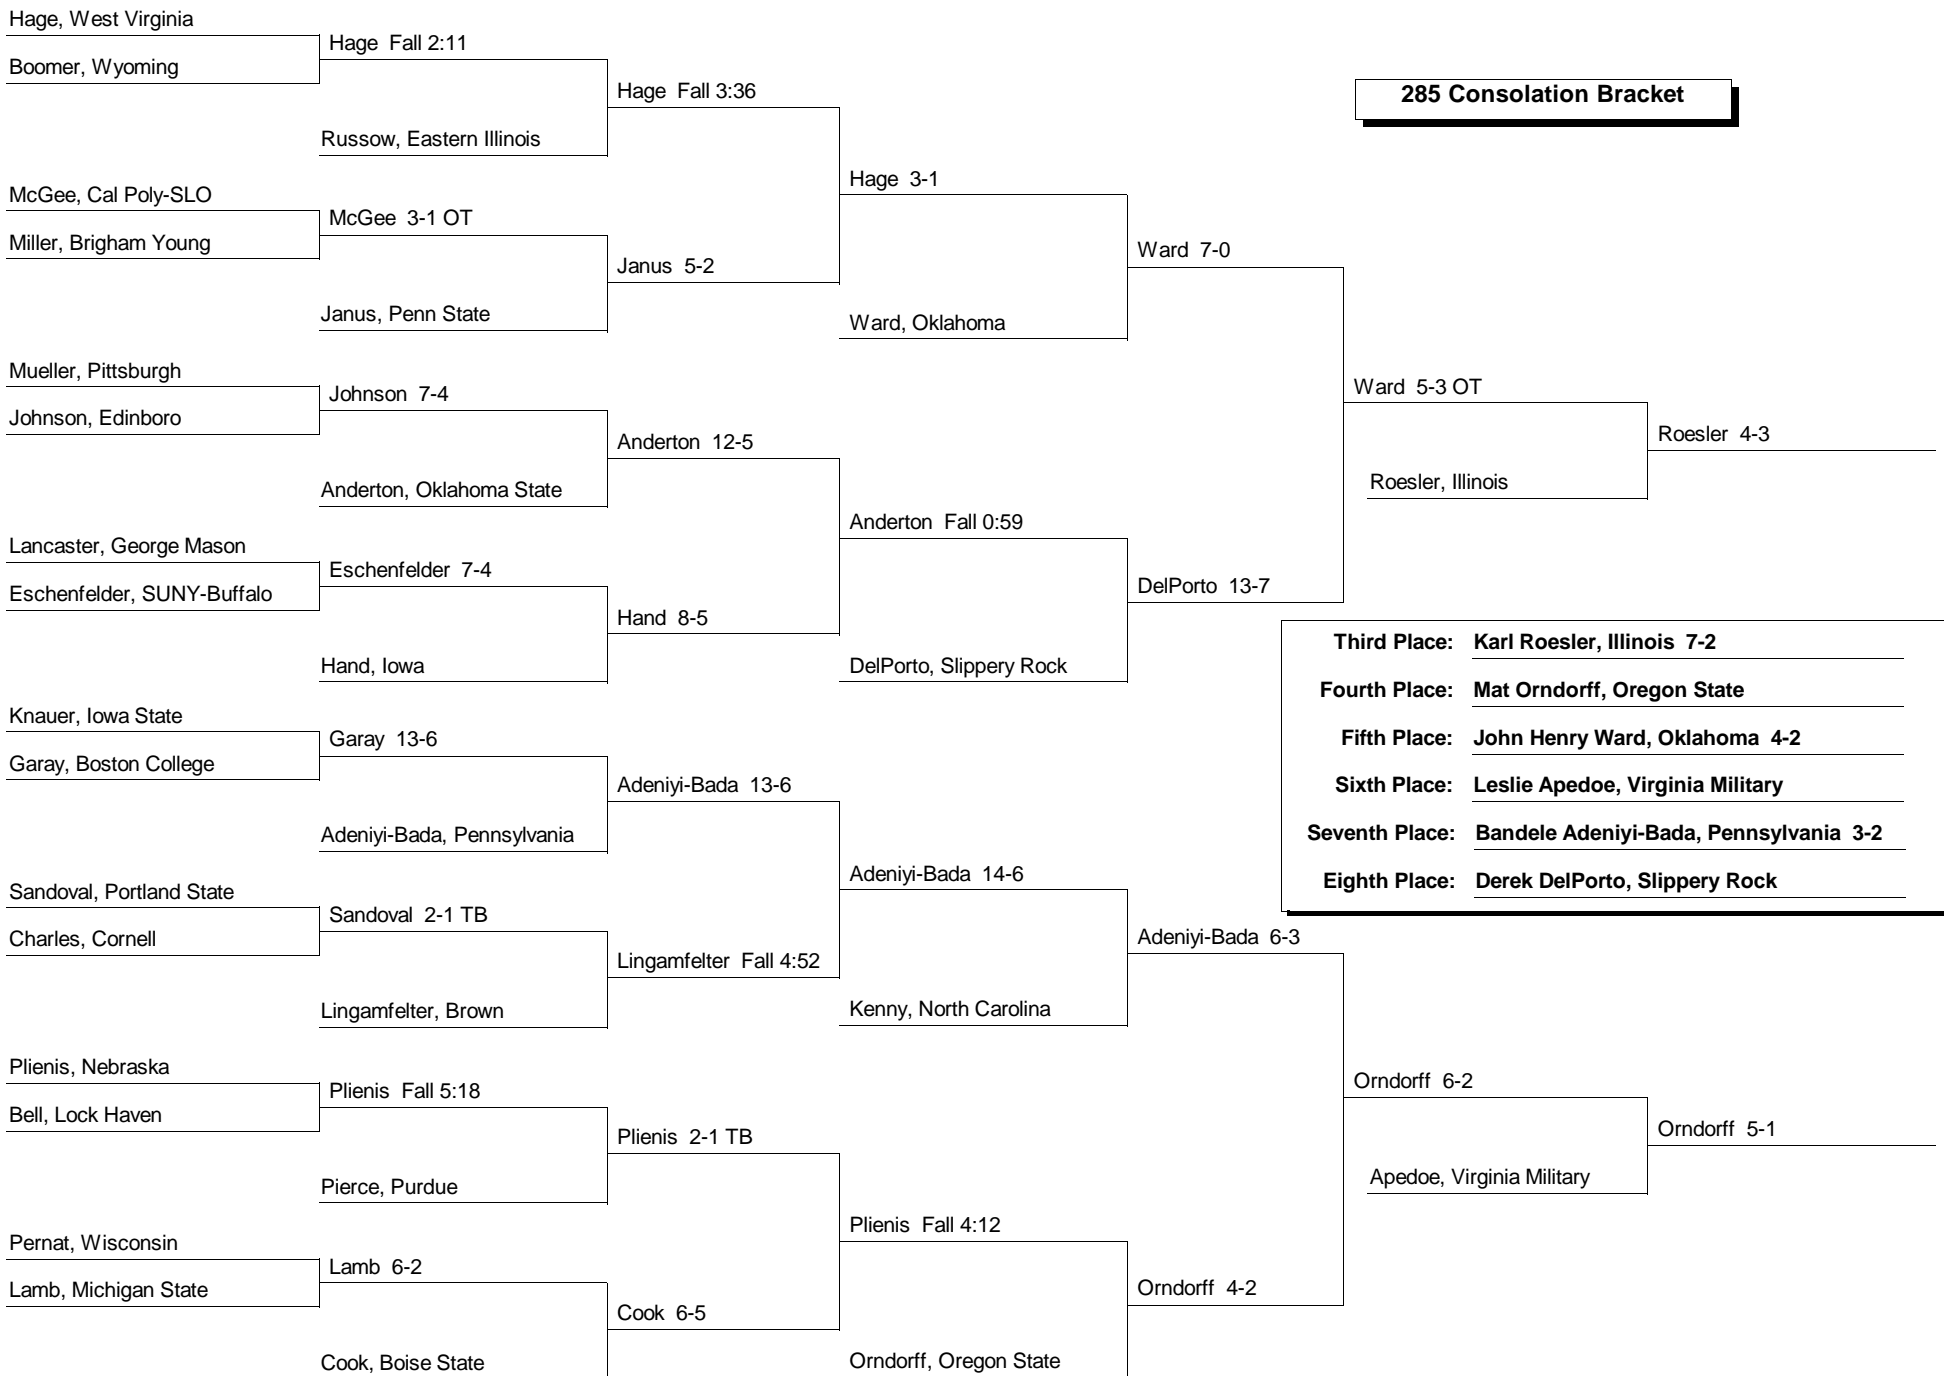 285 Consolation Bracket
Hage, West Virginia
Boomer, Wyoming
McGee, Cal Poly-SLO
Miller, Brigham Young
Mueller, Pittsburgh
Johnson, Edinboro
Lancaster, George Mason
Eschenfelder, SUNY-Buffalo
Knauer, Iowa State
Garay, Boston College
Sandoval, Portland State
Charles, Cornell
Plienis, Nebraska
Bell, Lock Haven
Pernat, Wisconsin
Lamb, Michigan State
Hage Fall 2:11
Russow, Eastern Illinois
McGee 3-1 OT
Janus, Penn State
Johnson 7-4
Anderton, Oklahoma State
Eschenfelder 7-4
Hand, Iowa
Garay 13-6
Adeniyi-Bada, Pennsylvania
Sandoval 2-1 TB
Lingamfelter, Brown
Plienis Fall 5:18
Pierce, Purdue
Lamb 6-2
Cook, Boise State
Hage Fall 3:36
Janus 5-2
Anderton 12-5
Hand 8-5
Adeniyi-Bada 13-6
Lingamfelter Fall 4:52
Plienis 2-1 TB
Cook 6-5
Hage 3-1
Ward, Oklahoma
Anderton Fall 0:59
DelPorto, Slippery Rock
Adeniyi-Bada 14-6
Kenny, North Carolina
Plienis Fall 4:12
Orndorff, Oregon State
Ward 7-0
DelPorto 13-7
Adeniyi-Bada 6-3
Orndorff 4-2
Ward 5-3 OT
Roesler, Illinois
Orndorff 6-2
Apedoe, Virginia Military
Roesler 4-3
Orndorff 5-1
Third Place: Karl Roesler, Illinois 7-2
Fourth Place: Mat Orndorff, Oregon State
Fifth Place: John Henry Ward, Oklahoma 4-2
Sixth Place: Leslie Apedoe, Virginia Military
Seventh Place: Bandele Adeniyi-Bada, Pennsylvania 3-2
Eighth Place: Derek DelPorto, Slippery Rock